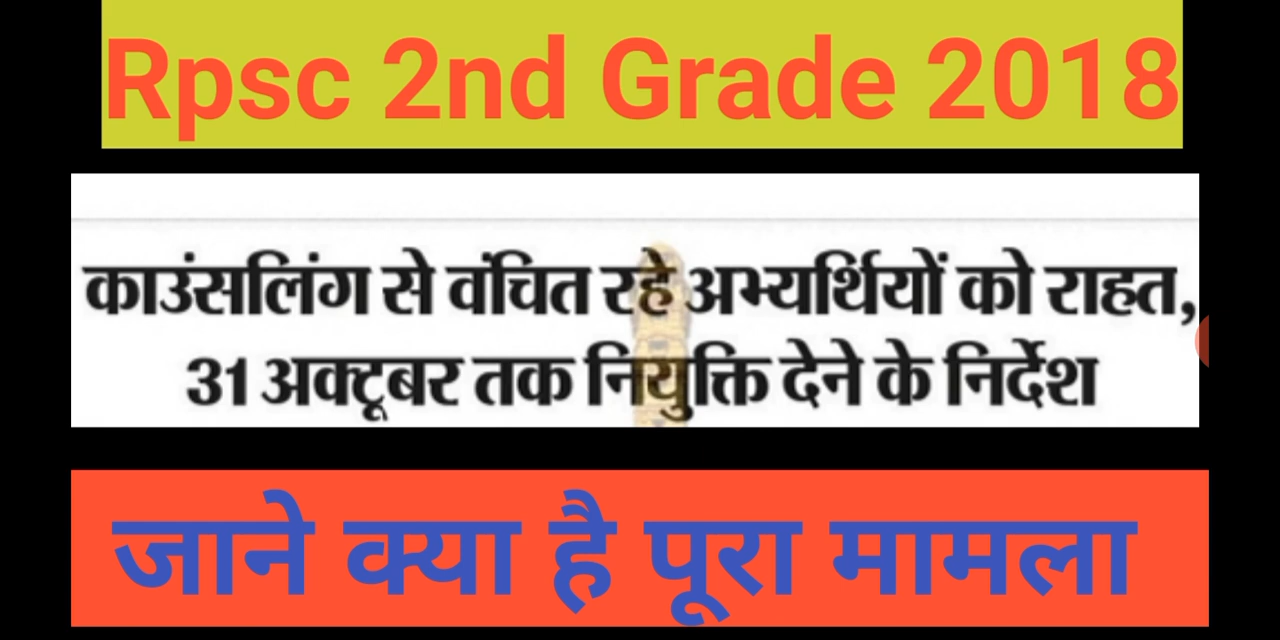 Rpsc 2nd Grade 2018
काउंसलिंग से वंचित रहे अभ्यर्थियों को राहत,
31 अक्टूबर तक नियुक्ति देने के निर्देश
जाने क्या है पूरा मामला